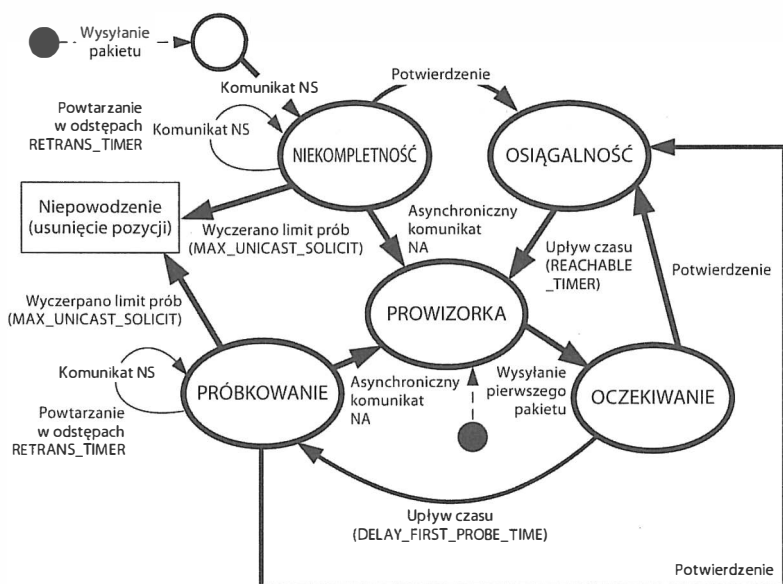 Wysyłanie
pakietu
Komunikat NS
Potwierdzenie
Powtarzanie
w odstępach
RETRANS_TIMER
Komunikat NS
NIEKOMPLETNOŚĆ
OSIĄGALNOŚĆ
Niepowodzenie
(usunięcie pozycji)
Wyczerano limit prób
(MAX_UNICAST_SOLICIT)
Asynchroniczny
komunikat
NA
Upływ czasu
(REACHABLE
_TIMER)
Potwierdzenie
Wyczerpano limit prób
(MAX_UNICAST_SOLICIT)
PROWIZORKA
Komunikat NS
PRÓBKOWANIE
Powtarzanie
w odstępach
RETRANS_TIMER
Asynchroniczny
komunikat
NA
Wysyłanie
pierwszego
pakietu
OCZEKIWANIE
Upływ czasu
(DELAY_FIRST_PROBE_TIME)
Potwierdzenie